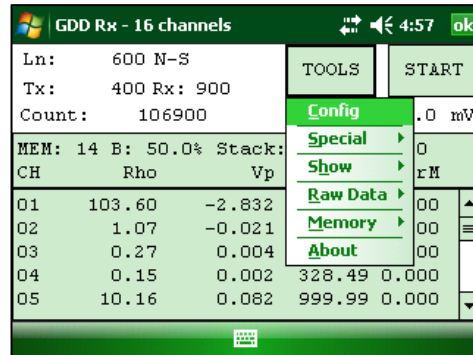 GDD Rx - 16 channels 4:57 ok
Ln: 600 N-S
TOOLS START
Tx: 400 Rx: 900
Count: 106900 .0 mV
Config
Special
Show
Raw Data
Memory
About
MEM: 14 B: 50.0% Stack: 0
CH Rho Vp rM
01 103.60 -2.832 00
02 1.07 -0.021 00
03 0.27 0.004 00
04 0.15 0.002 328.49 0.000
05 10.16 0.082 999.99 0.000